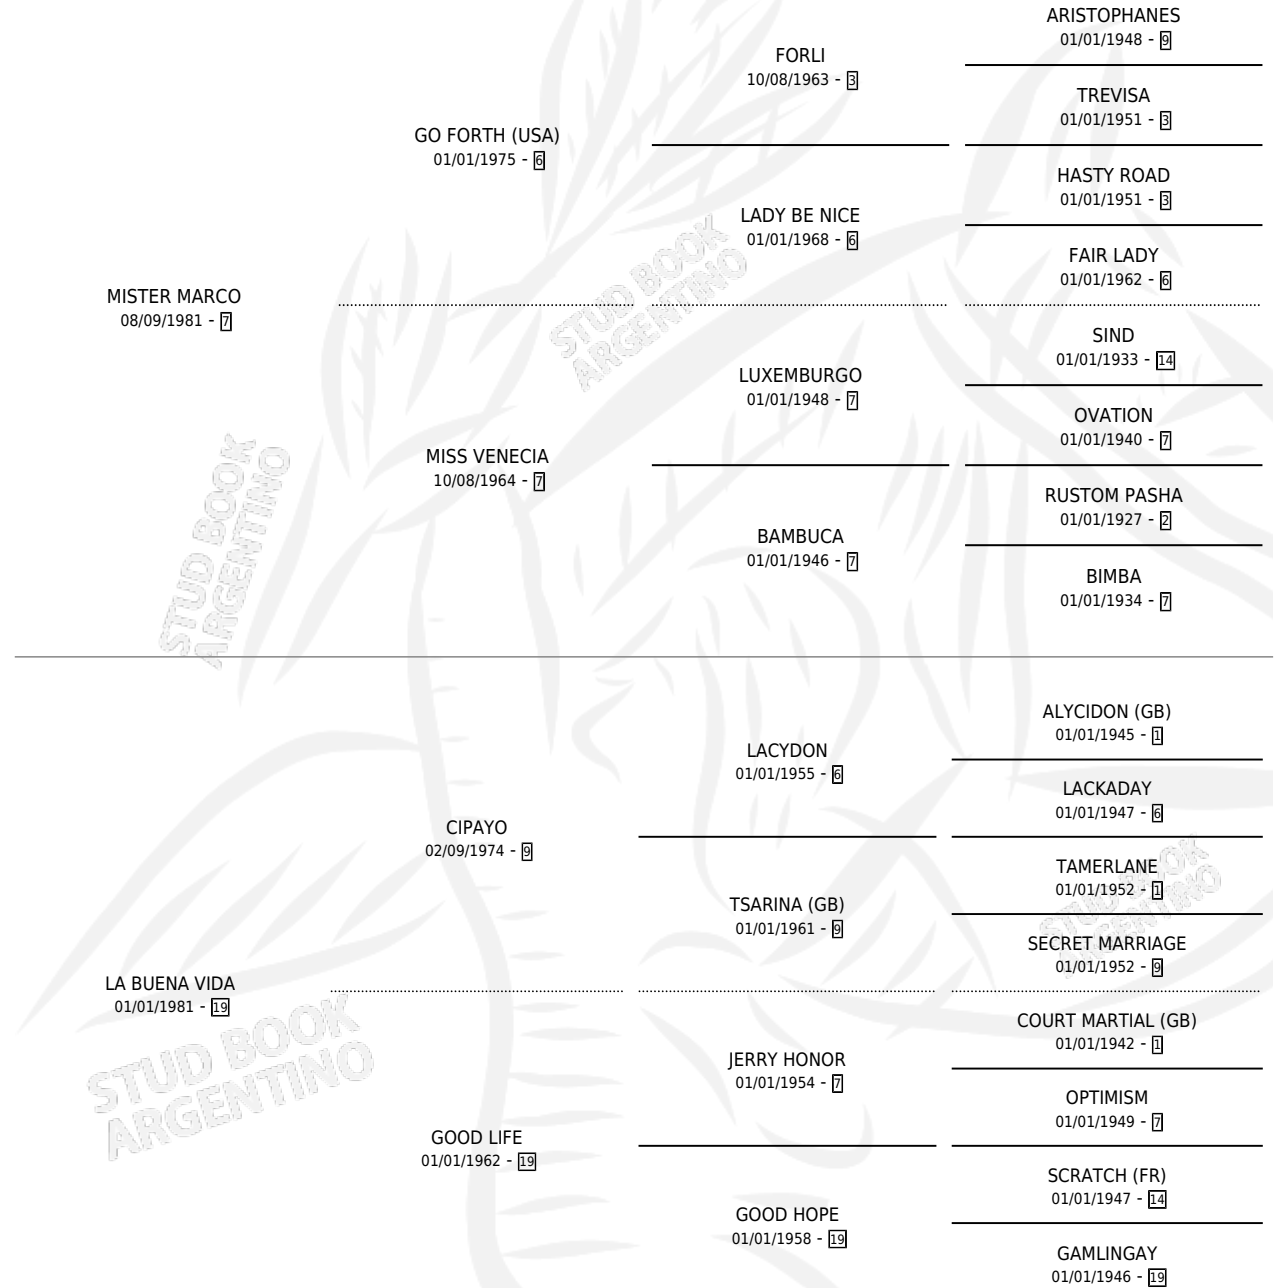 ARISTOPHANES
01/01/1948 - 9
FORLI
10/08/1963 - 3
TREVISA
01/01/1951 - 3
GO FORTH (USA)
01/01/1975 - 6
HASTY ROAD
01/01/1951 - 3
LADY BE NICE
01/01/1968 - 6
FAIR LADY
01/01/1962 - 6
MISTER MARCO
08/09/1981 - 7
STUD BOOK
ARGENTINO
SIND
01/01/1933 - 14
LUXEMBURGO
01/01/1948 - 7
OVATION
01/01/1940 - 7
MISS VENECIA
10/08/1964 - 7
RUSTOM PASHA
01/01/1927 - 2
BAMBUCA
01/01/1946 - 7
BIMBA
01/01/1934 - 7
STUD BOOK
ARGENTINO
ALYCIDON (GB)
01/01/1945 - 1
LACYDON
01/01/1955 - 6
LACKADAY
01/01/1947 - 6
CIPAYO
02/09/1974 - 9
TAMERLANE
01/01/1952 - 1
TSARINA (GB)
01/01/1961 - 9
SECRET MARRIAGE
01/01/1952 - 9
STUD BOOK
ARGENTINO
LA BUENA VIDA
01/01/1981 - 19
COURT MARTIAL (GB)
01/01/1942 - 1
JERRY HONOR
01/01/1954 - 7
OPTIMISM
01/01/1949 - 7
STUD BOOK
ARGENTINO
GOOD LIFE
01/01/1962 - 19
SCRATCH (FR)
01/01/1947 - 14
GOOD HOPE
01/01/1958 - 19
GAMLINGAY
01/01/1946 - 19